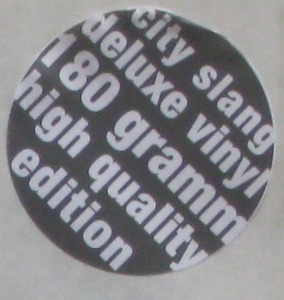 city slang
deluxe vinyl
180 gramm
high quality
edition